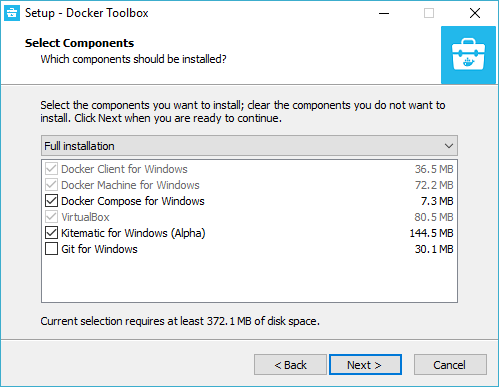 Setup - Docker Toolbox
Select Components
Which components should be installed?
Select the components you want to install; clear the components you do not want to
install. Click Next when you are ready to continue.
Full installation
Docker Client for Windows 36.5 MB
Docker Machine for Windows 72.2 MB
Docker Compose for Windows 7.3 MB
VirtualBox 80.5 MB
Kitematic for Windows (Alpha) 144.5 MB
Git for Windows 30.1 MB
Current selection requires at least 372.1 MB of disk space.
< Back Next > Cancel